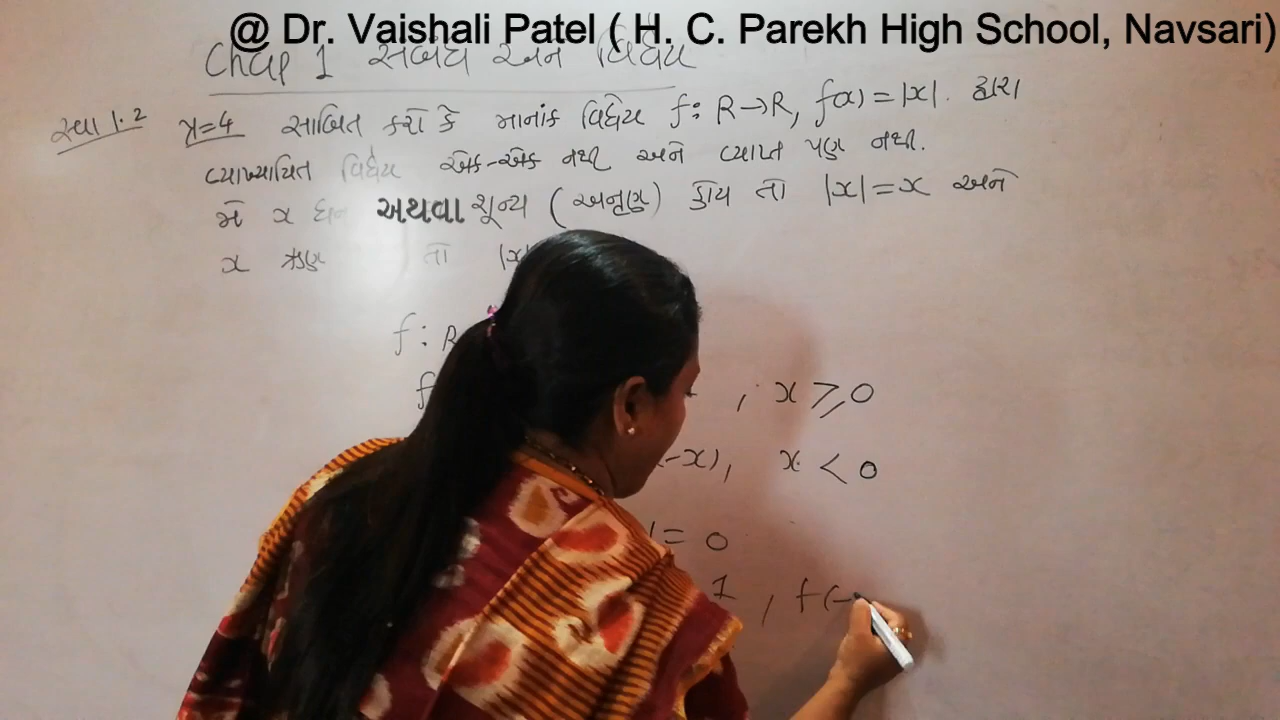 @ Dr. Vaishali Patel ( H. C. Parekh High School, Navsari)
Chap 1 સંબંધ અને વિધેય
સ્વા 1.2 પ્ર=4 સાબિત કરો કે માનાંક વિધેય f: R→R, f(x) = |x|. દ્વારા
વ્યાખ્યાયિત વિધેય એક-એક નથી અને વ્યાપ્ત પણ નથી.
જો x ધન અથવા શૂન્ય (અનૃણ) હોય તો |x| = x અને
x ઋણ તો |x|
f : R
f , x ≥ 0
(-x), x < 0
| = 0
1 , f(-